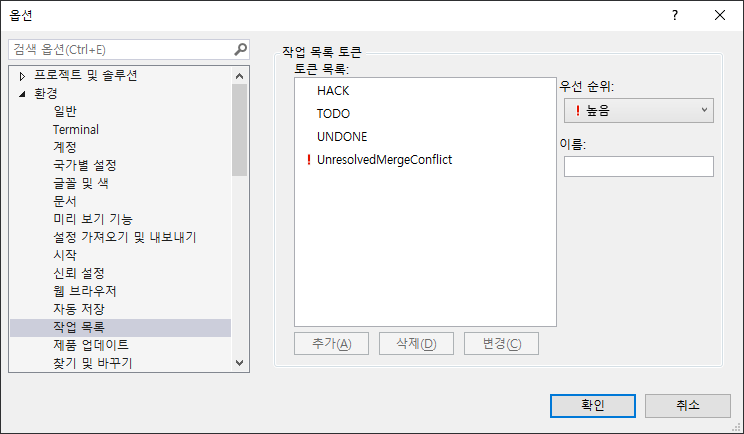 옵션
검색 옵션(Ctrl+E)
프로젝트 및 솔루션
환경
일반
Terminal
계정
국가별 설정
글꼴 및 색
문서
미리 보기 기능
설정 가져오기 및 내보내기
시작
신뢰 설정
웹 브라우저
자동 저장
작업 목록
제품 업데이트
찾기 및 바꾸기
작업 목록 토큰
토큰 목록:
HACK
TODO
UNDONE
! UnresolvedMergeConflict
우선 순위:
! 높음
이름:
추가(A)
삭제(D)
변경(C)
확인
취소